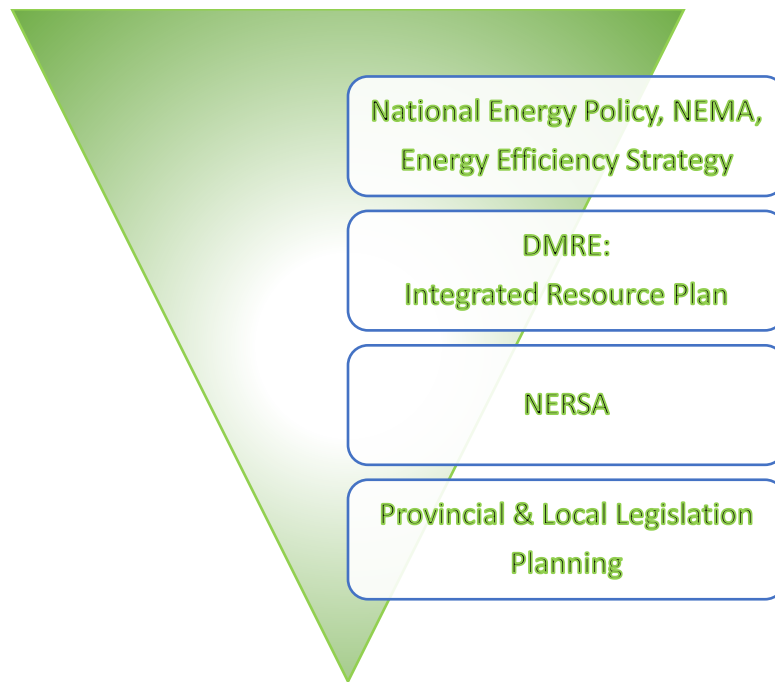 National Energy Policy, NEMA,
Energy Efficiency Strategy
DMRE:
Integrated Resource Plan
NERSA
Provincial & Local Legislation
Planning